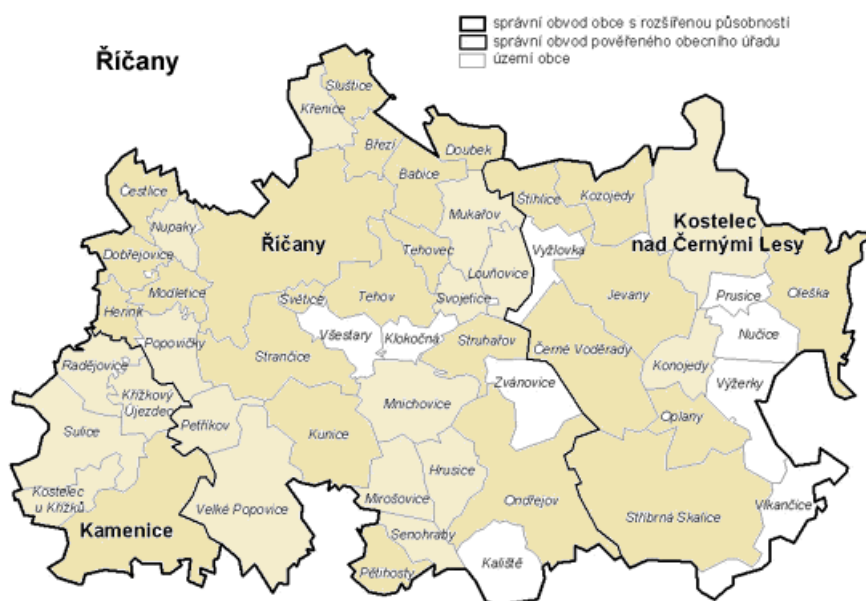 správní obvod obce s rozšířenou působností
správní obvod pověřeného obecního úřadu
území obce
Říčany
Sluštice
Křenice
Březí
Doubek
Babice
Čestlice
Nupaky
Štíhlice
Kozojedy
Mukařov
Kostelec
nad Černými Lesy
Říčany
Dobřejovice
Tehovec
Vyžlovka
Louňovice
Modletice
Herink
Světice
Tehov
Svojetice
Jevany
Prusice
Oleška
Popovičky
Všestary
Klokočná
Struhařov
Nučice
Radějovice
Strančice
Černé Voděrady
Konojedy
Zvánovice
Výžerky
Křížkový
Újezdec
Mnichovice
Petříkov
Sulice
Kunice
Oplany
Hrusice
Kostelec
u Křížků
Velké Popovice
Mirošovice
Ondřejov
Vlkančice
Stříbrná Skalice
Kamenice
Senohraby
Kaliště
Pětihosty